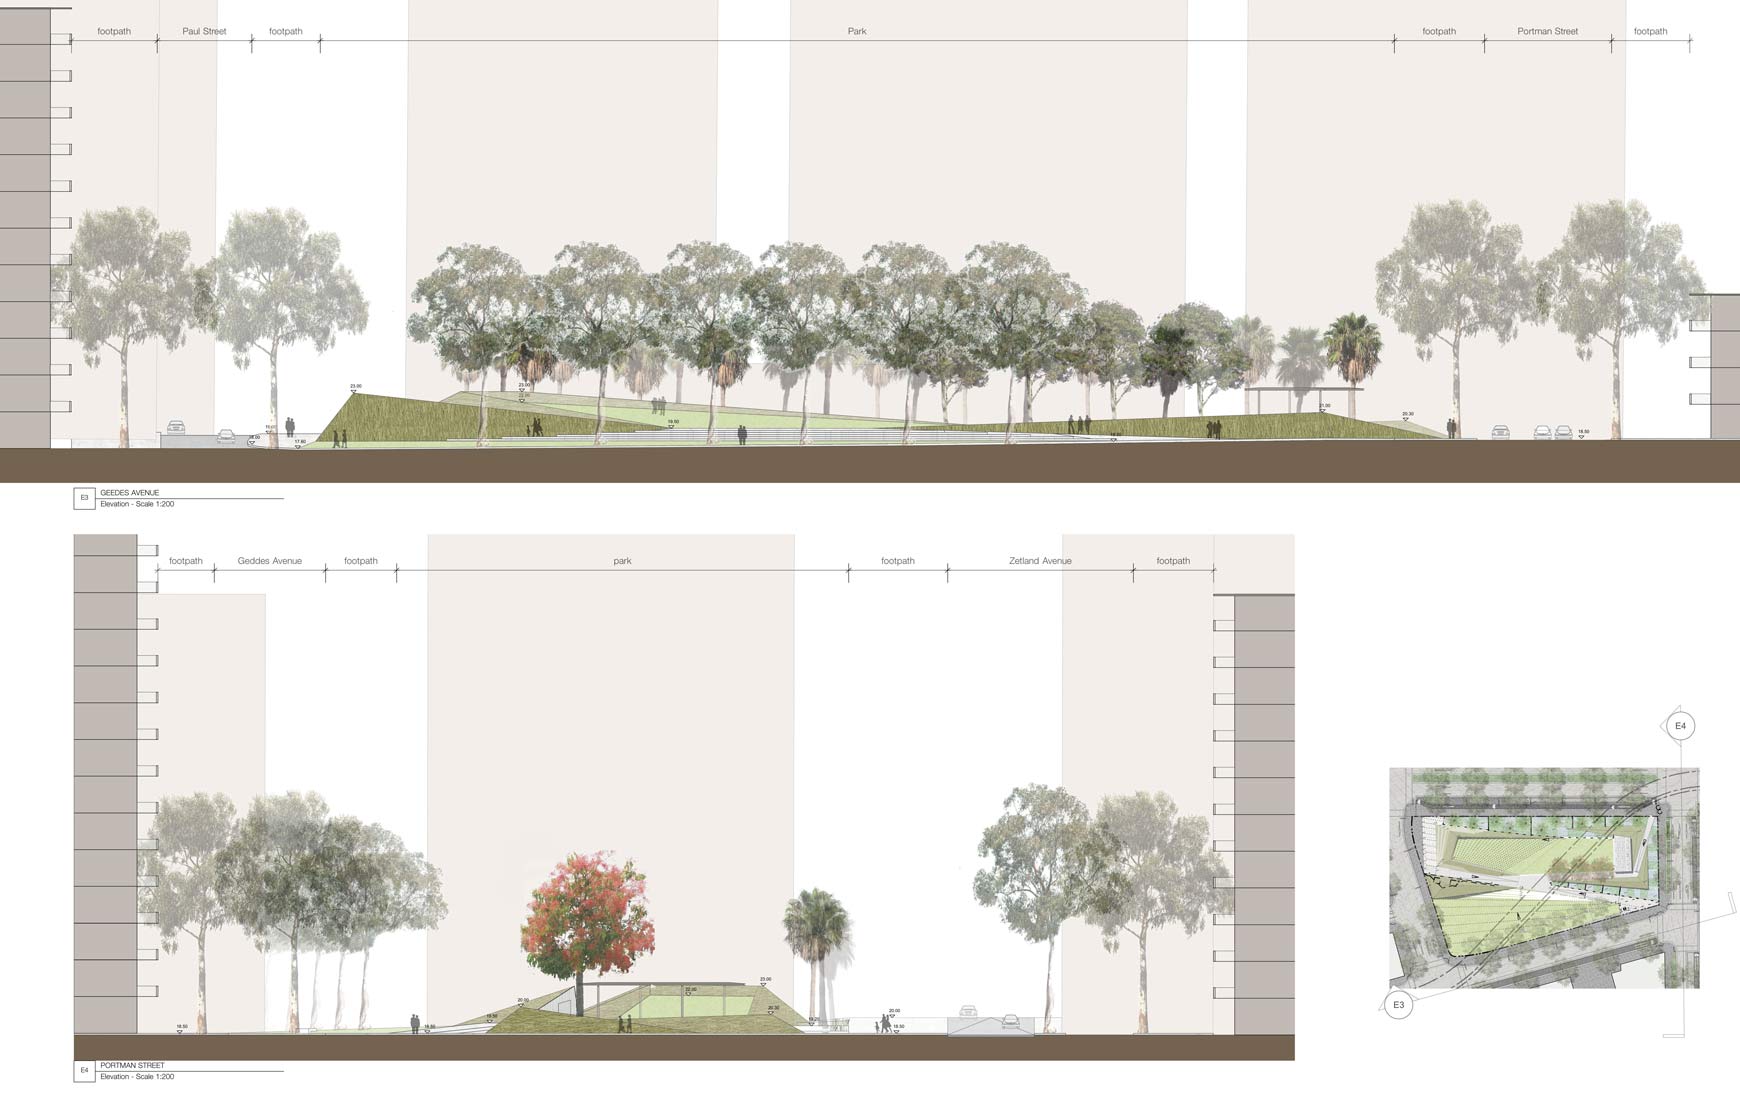 footpath Paul Street footpath Park footpath Portman Street footpath
23.00
23.00
22.00
19.50
21.00
20.30
18.00
17.80
18.50
E3
GEEDES AVENUE
Elevation - Scale 1:200
footpath Geddes Avenue footpath park footpath Zetland Avenue footpath
23.00
22.00
20.00
20.30
19.50
20.00
18.50
18.50
18.50
E4
PORTMAN STREET
Elevation - Scale 1:200
E4
E3